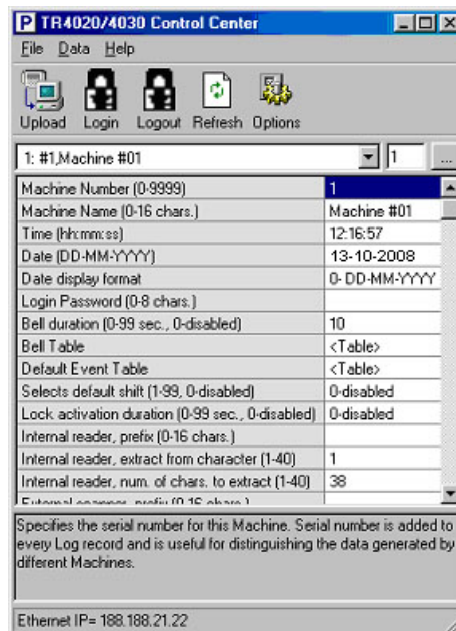 P TR4020/4030 Control Center
File Data Help
Upload Login Logout Refresh Options
1: #1,Machine #01 1 ...
Machine Number (0-9999) 1
Machine Name (0-16 chars.) Machine #01
Time (hh:mm:ss) 12:16:57
Date (DD-MM-YYYY) 13-10-2008
Date display format 0- DD-MM-YYYY
Login Password (0-8 chars.)
Bell duration (0-99 sec., 0-disabled) 10
Bell Table <Table>
Default Event Table <Table>
Selects default shift (1-99, 0-disabled) 0-disabled
Lock activation duration (0-99 sec., 0-disabled) 0-disabled
Internal reader, prefix (0-16 chars.)
Internal reader, extract from character (1-40) 1
Internal reader, num. of chars. to extract (1-40) 38
External scanner, prefix (0-16 chars.)
Specifies the serial number for this Machine. Serial number is added to
every Log record and is useful for distinguishing the data generated by
different Machines.
Ethernet IP= 188.188.21.22